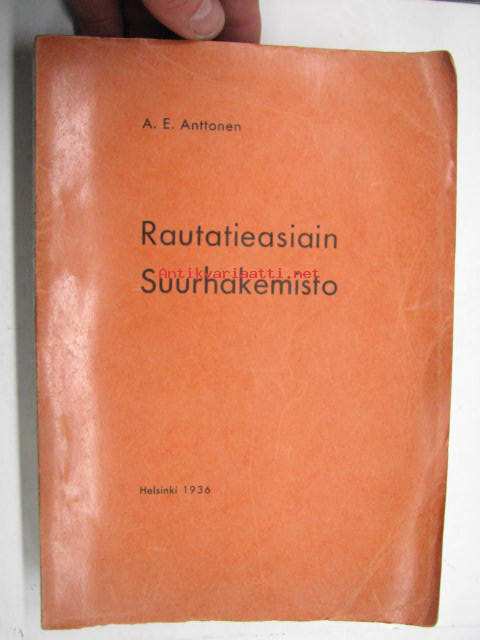 A. E. Anttonen
Rautatieasiain
Antikvariaatti.net
Suurhakemisto
Helsinki 1936